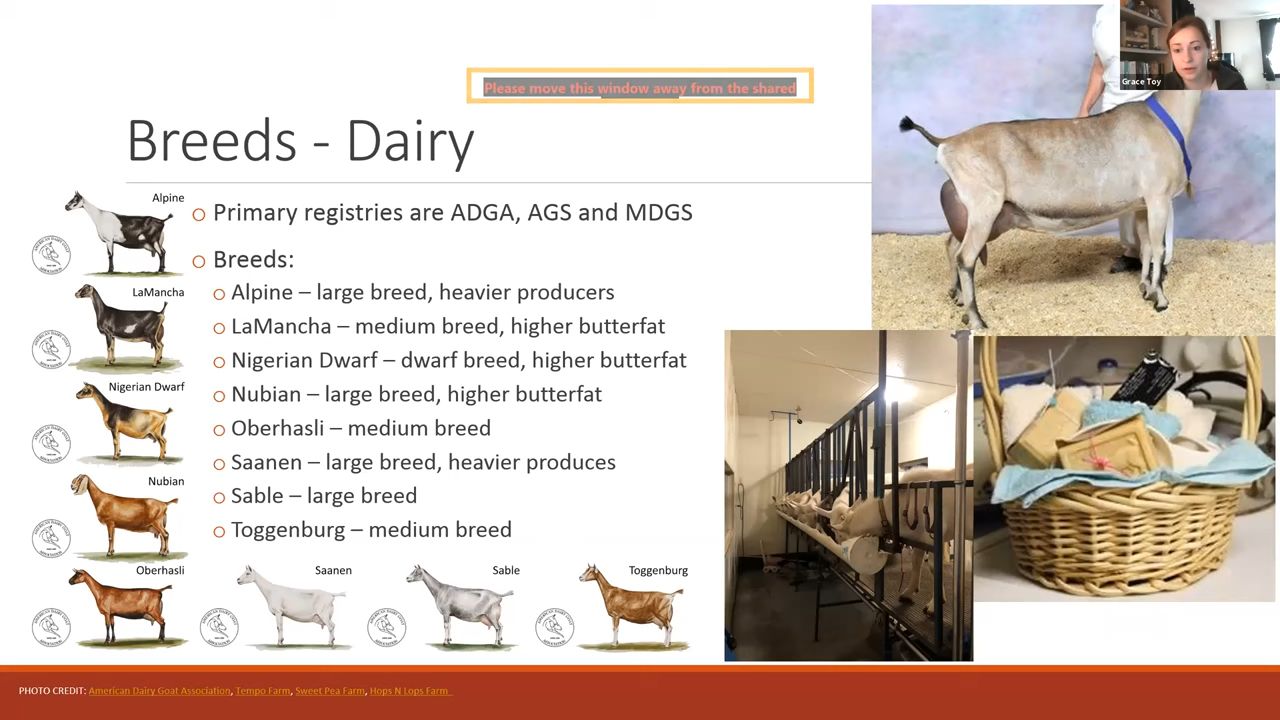 Grace Toy
Please move this window away from the shared
Breeds - Dairy
Alpine
Primary registries are ADGA, AGS and MDGS
Breeds:
Alpine – large breed, heavier producers
LaMancha
LaMancha – medium breed, higher butterfat
Nigerian Dwarf – dwarf breed, higher butterfat
Nigerian Dwarf
Nubian – large breed, higher butterfat
Oberhasli – medium breed
Saanen – large breed, heavier produces
Nubian
Sable – large breed
Toggenburg – medium breed
Oberhasli
Saanen
Sable
Toggenburg
PHOTO CREDIT: American Dairy Goat Association, Tempo Farm, Sweet Pea Farm, Hops N Lops Farm